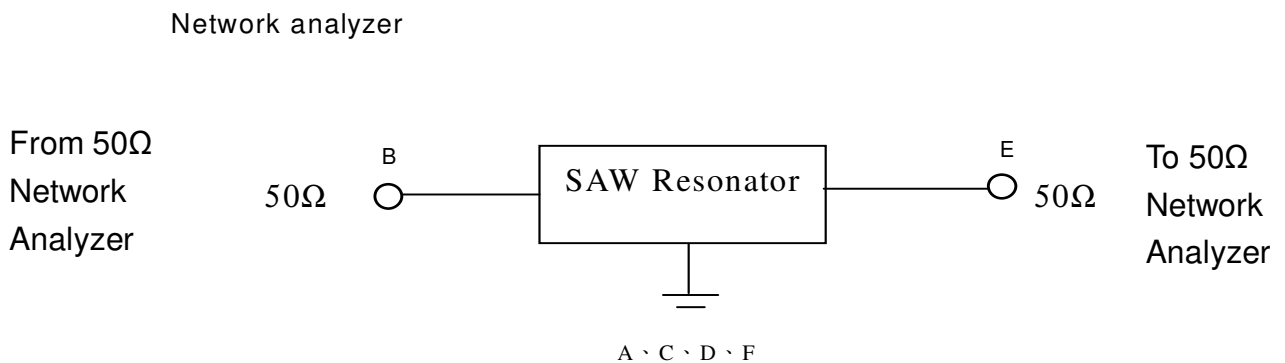 Network analyzer
From 50Ω
Network
Analyzer
50Ω
B
SAW Resonator
E
50Ω
To 50Ω
Network
Analyzer
A、C、D、F